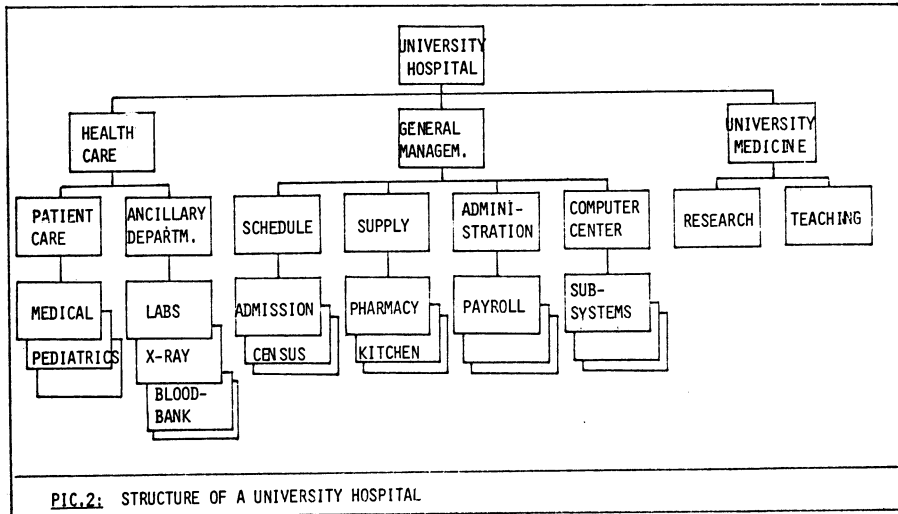 UNIVERSITY
HOSPITAL
HEALTH
CARE
GENERAL
MANAGEM.
UNIVERSITY
MEDICINE
PATIENT
CARE
ANCILLARY
DEPARTM.
SCHEDULE
SUPPLY
ADMINI-
STRATION
COMPUTER
CENTER
RESEARCH
TEACHING
MEDICAL
PEDIATRICS
LABS
X-RAY
BLOOD-
BANK
ADMISSION
CENSUS
PHARMACY
KITCHEN
PAYROLL
SUB-
SYSTEMS
PIC.2: STRUCTURE OF A UNIVERSITY HOSPITAL